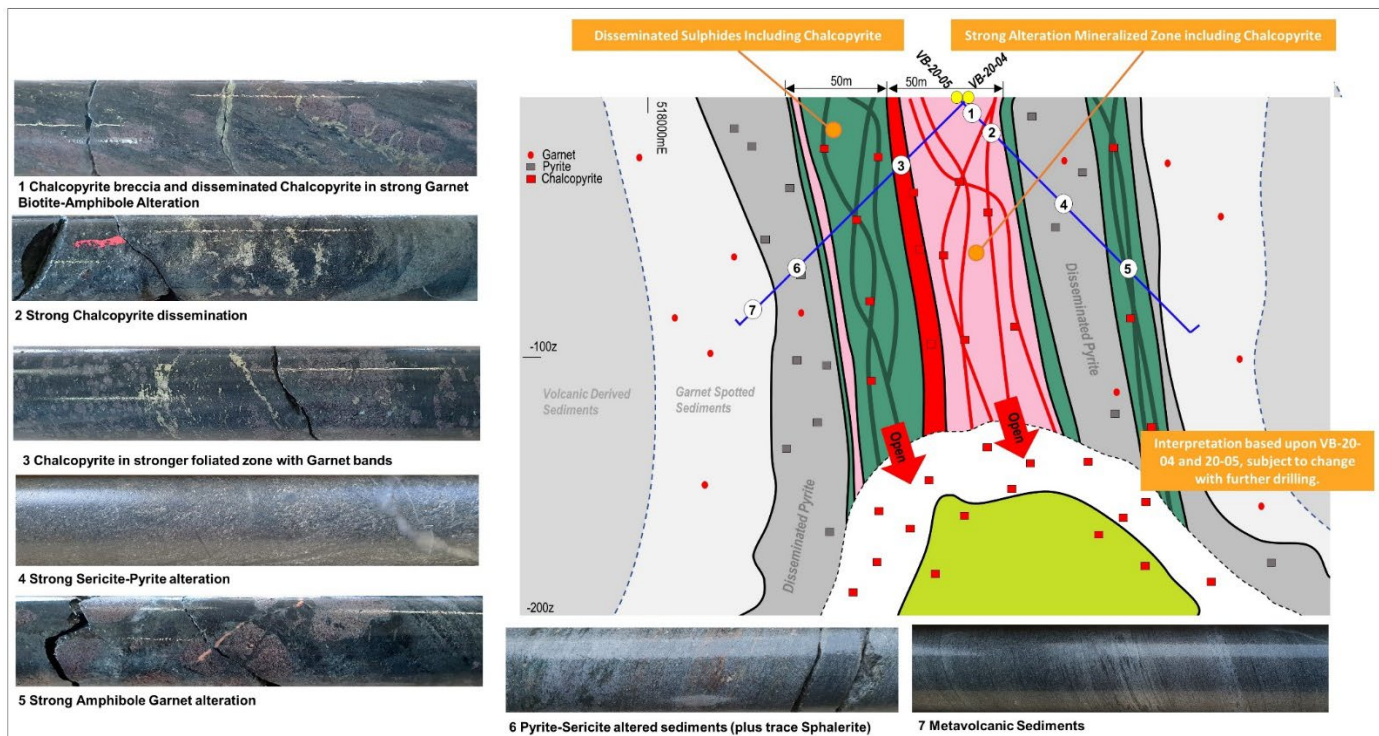 Disseminated Sulphides Including Chalcopyrite
Strong Alteration Mineralized Zone including Chalcopyrite
VB-20-05
VB-20-04
50m
50m
518000mE
Garnet
Pyrite
Chalcopyrite
1
2
3
4
5
6
7
-100z
-200z
Volcanic Derived
Sediments
Garnet Spotted
Sediments
Disseminated Pyrite
Disseminated Pyrite
Open
Open
Interpretation based upon VB-20-
04 and 20-05, subject to change
with further drilling.
1 Chalcopyrite breccia and disseminated Chalcopyrite in strong Garnet
Biotite-Amphibole Alteration
2 Strong Chalcopyrite dissemination
3 Chalcopyrite in stronger foliated zone with Garnet bands
4 Strong Sericite-Pyrite alteration
5 Strong Amphibole Garnet alteration
6 Pyrite-Sericite altered sediments (plus trace Sphalerite)
7 Metavolcanic Sediments